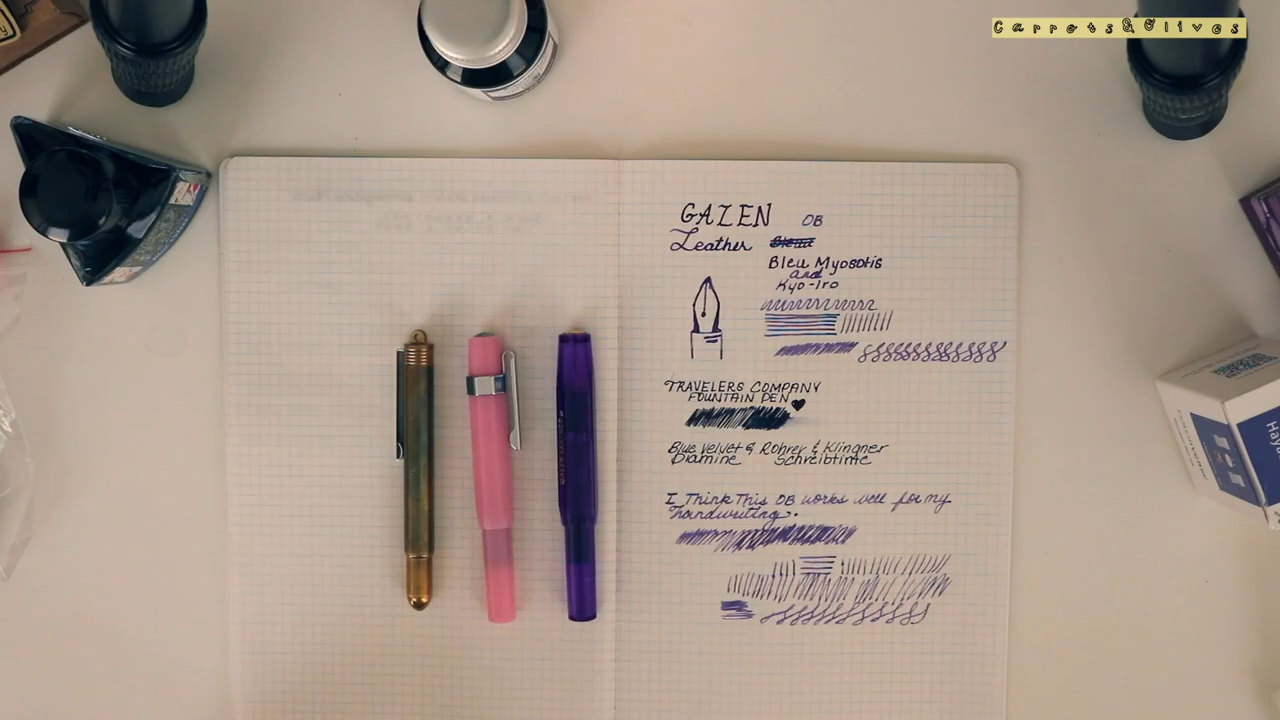 Carrots&Olives
GAZEN OB
Leather
Bleu Myosotis
and
Kyo-Iro
TRAVELERS COMPANY
FOUNTAIN PEN
Blue Velvet & Rohrer & Klingner
Diamine Schreibtinte
I Think This OB works well for my
handwriting.